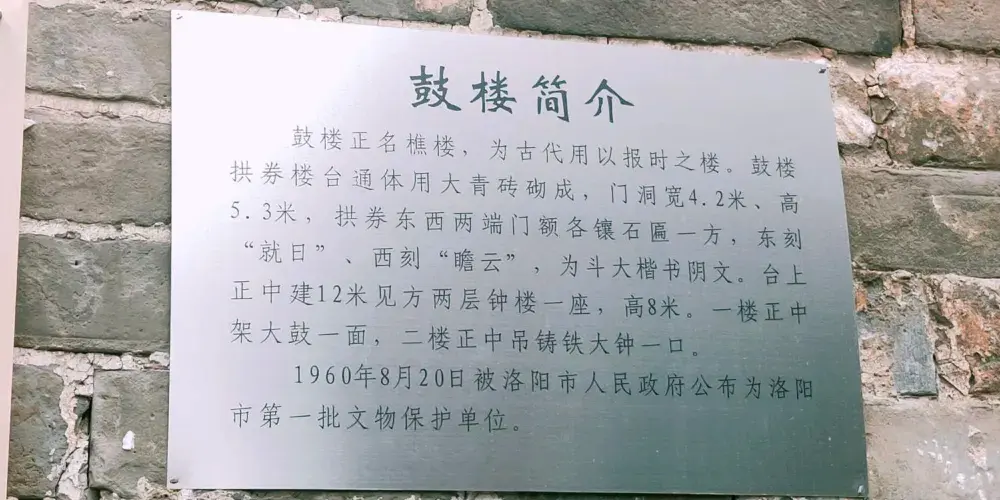 鼓楼简介
鼓楼正名樵楼，为古代用以报时之楼。鼓楼
拱券楼台通体用大青砖砌成，门洞宽4.2米、高
5.3米，拱券东西两端门额各镶石匾一方，东刻
“就日”、西刻“瞻云”，为斗大楷书阴文。台上
正中建12米见方两层钟楼一座，高8米。一楼正中
架大鼓一面，二楼正中吊铸铁大钟一口。
1960年8月20日被洛阳市人民政府公布为洛阳
市第一批文物保护单位。